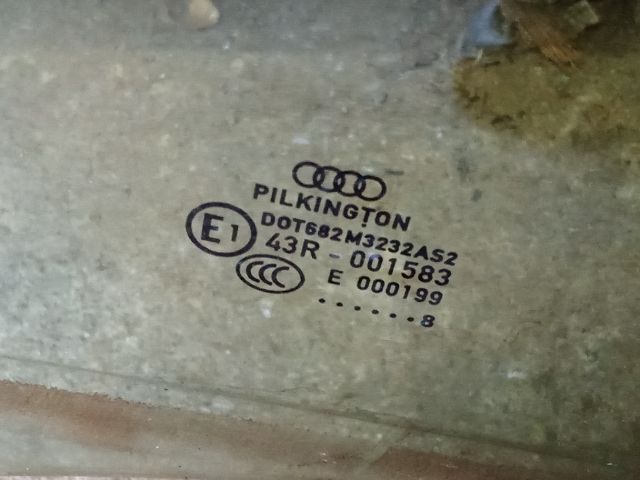 PILKINGTON
DOT682M3232AS2
E1
43R - 001583
CCC
E 000199
......8